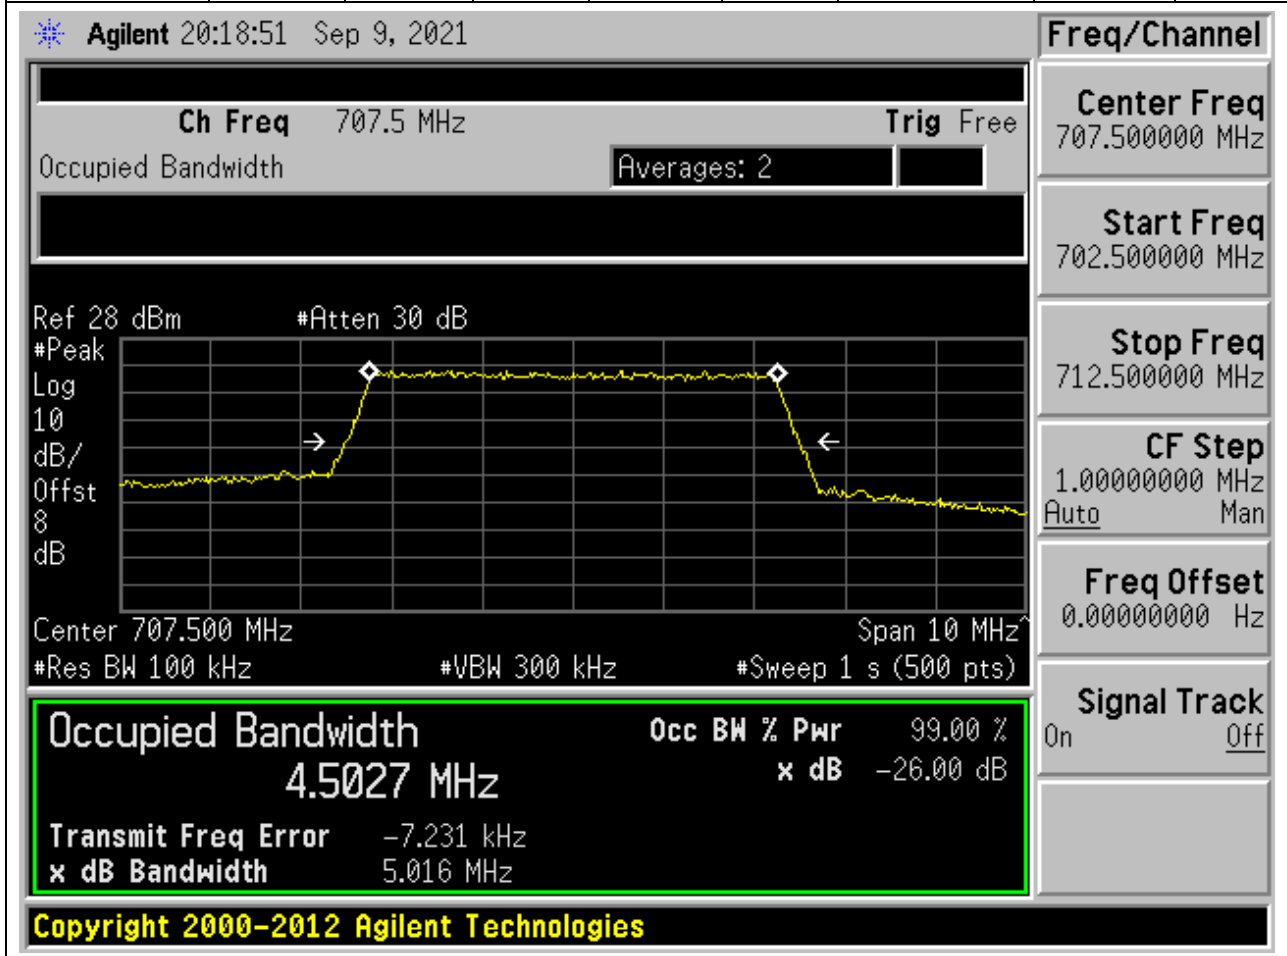 Agilent 20:18:51 Sep 9, 2021
Freq/Channel
Ch Freq 707.5 MHz Trig Free
Occupied Bandwidth Averages: 2
Center Freq
707.500000 MHz
Start Freq
702.500000 MHz
Stop Freq
712.500000 MHz
CF Step
1.00000000 MHz
Auto Man
Freq Offset
0.00000000 Hz
Signal Track
On Off
Ref 28 dBm #Atten 30 dB
#Peak
Log
10
dB/
Offst
8
dB
Center 707.500 MHz Span 10 MHz^
#Res BW 100 kHz #VBW 300 kHz #Sweep 1 s (500 pts)
Occupied Bandwidth Occ BW % Pwr 99.00 %
4.5027 MHz x dB -26.00 dB
Transmit Freq Error -7.231 kHz
x dB Bandwidth 5.016 MHz
Copyright 2000-2012 Agilent Technologies